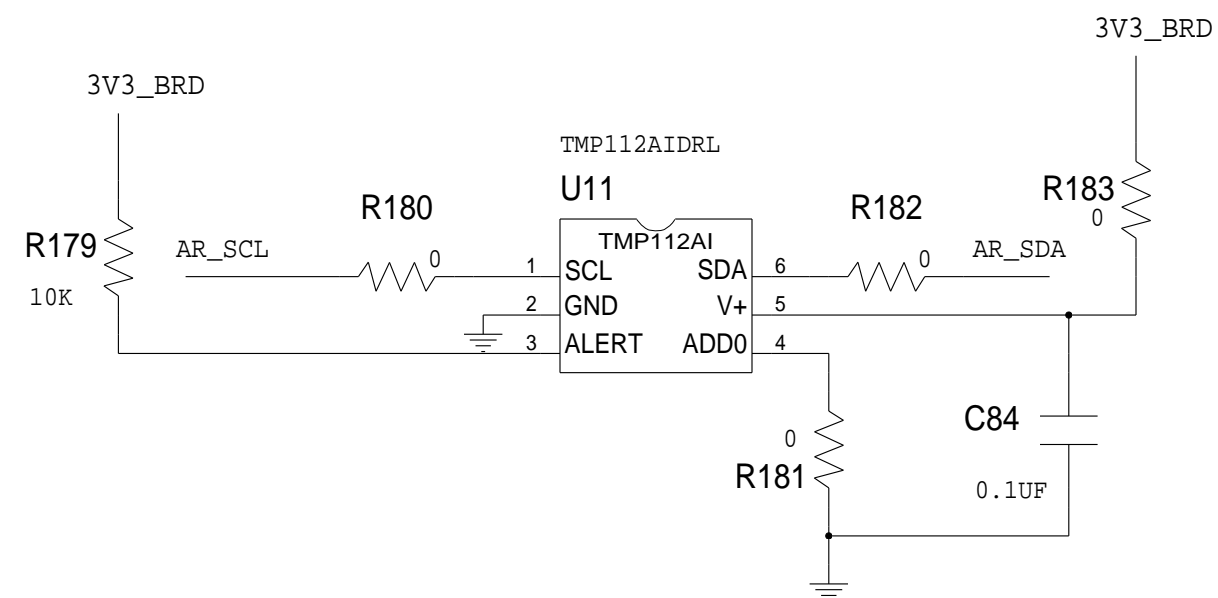 3V3_BRD
3V3_BRD
TMP112AIDRL
U11
R180
R182
R183
0
R179
10K
AR_SCL
0
TMP112AI
0
AR_SDA
1
SCL
SDA
6
2
GND
V+
5
3
ALERT
ADD0
4
C84
0
R181
0.1UF